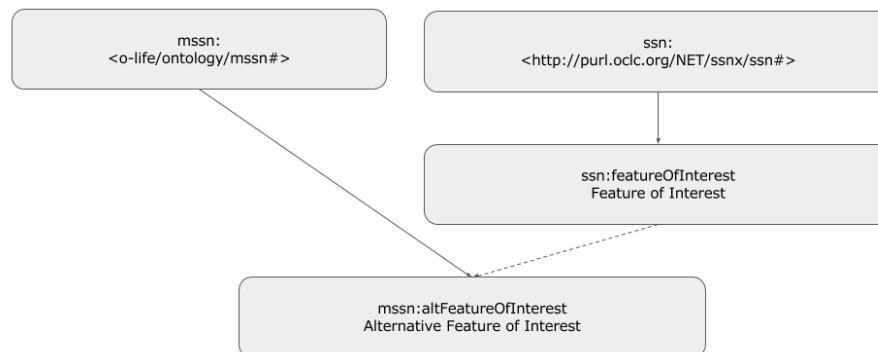 mssn:
<o-life/ontology/mssn#>
ssn:
<http://purl.oclc.org/NET/ssnx/ssn#>
ssn:featureOfInterest
Feature of Interest
mssn:altFeatureOfInterest
Alternative Feature of Interest